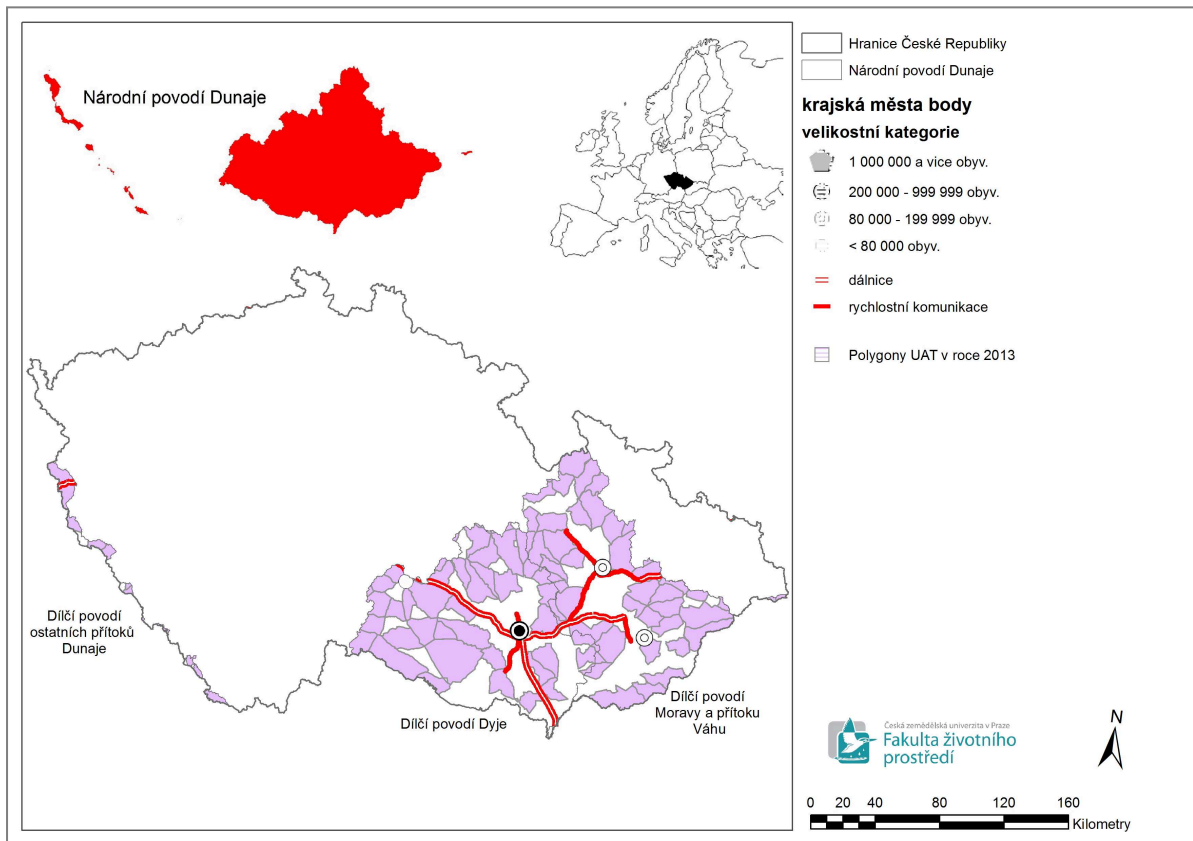 Národní povodí Dunaje
Dílčí povodí
ostatních přítoků
Dunaje
Dílčí povodí Dyje
Dílčí povodí
Moravy a přítoku
Váhu
Hranice České Republiky
Národní povodí Dunaje
krajská města body
velikostní kategorie
1 000 000 a vice obyv.
200 000 - 999 999 obyv.
80 000 - 199 999 obyv.
< 80 000 obyv.
dálnice
rychlostní komunikace
Polygony UAT v roce 2013
Česká zemědělská univerzita v Praze
Fakulta životního
prostředí
N
0 20 40 80 120 160
Kilometry